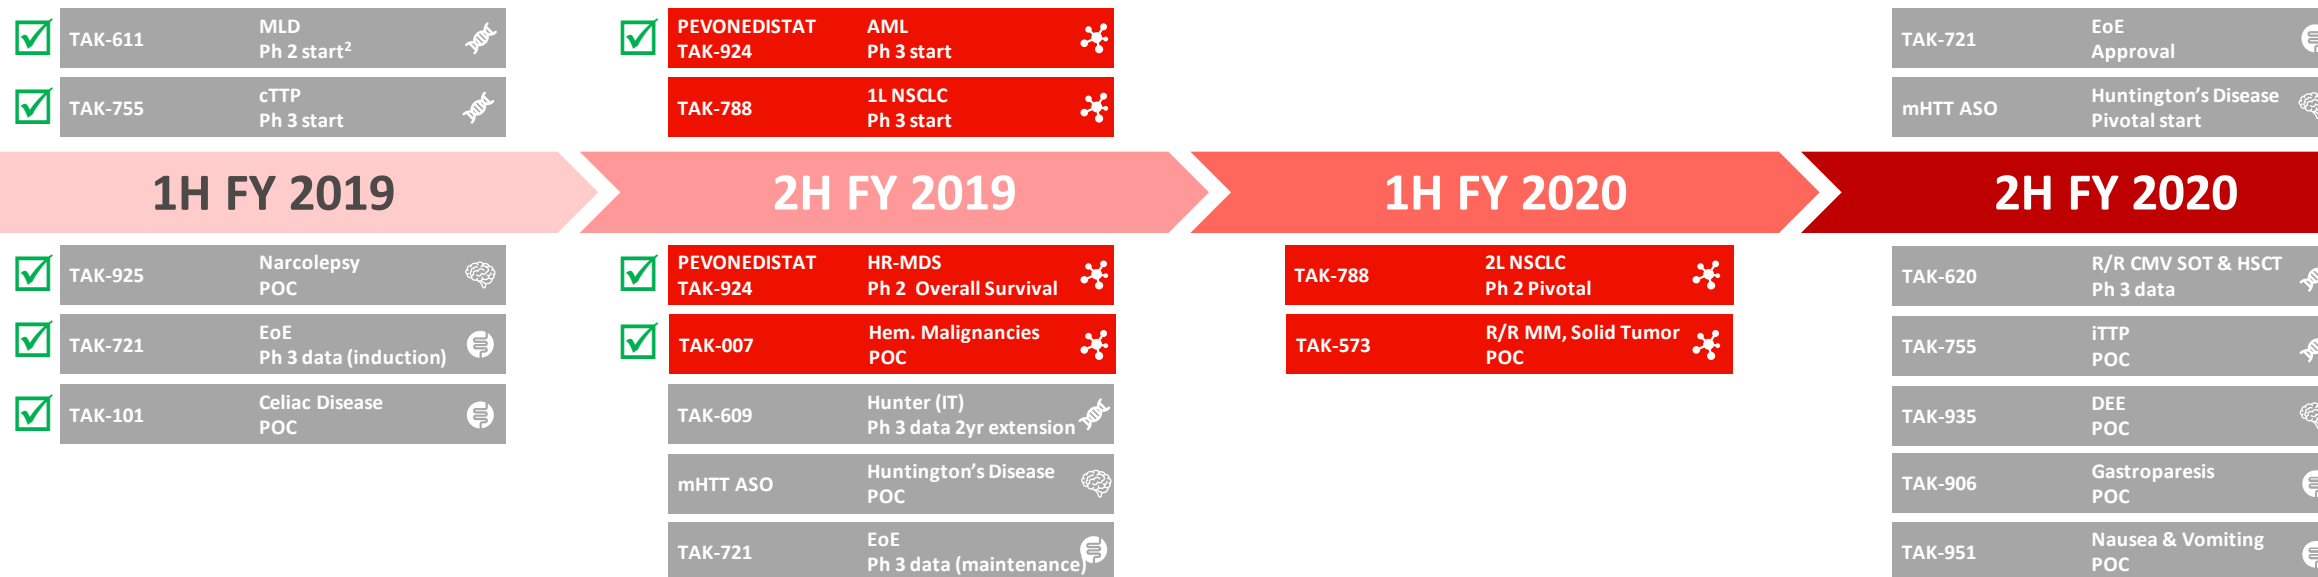 TAK-611
MLD
Ph 2 start²
PEVONEDISTAT
TAK-924
AML
Ph 3 start
TAK-721
EoE
Approval
TAK-755
cTTP
Ph 3 start
TAK-788
1L NSCLC
Ph 3 start
mHTT ASO
Huntington's Disease
Pivotal start
1H FY 2019
2H FY 2019
1H FY 2020
2H FY 2020
TAK-925
Narcolepsy
POC
PEVONEDISTAT
TAK-924
HR-MDS
Ph 2 Overall Survival
TAK-788
2L NSCLC
Ph 2 Pivotal
TAK-620
R/R CMV SOT & HSCT
Ph 3 data
TAK-721
EoE
Ph 3 data (induction)
TAK-007
Hem. Malignancies
POC
TAK-573
R/R MM, Solid Tumor
POC
TAK-755
iTTP
POC
TAK-101
Celiac Disease
POC
TAK-609
Hunter (IT)
Ph 3 data 2yr extension
TAK-935
DEE
POC
mHTT ASO
Huntington's Disease
POC
TAK-906
Gastroparesis
POC
TAK-721
EoE
Ph 3 data (maintenance)
TAK-951
Nausea & Vomiting
POC